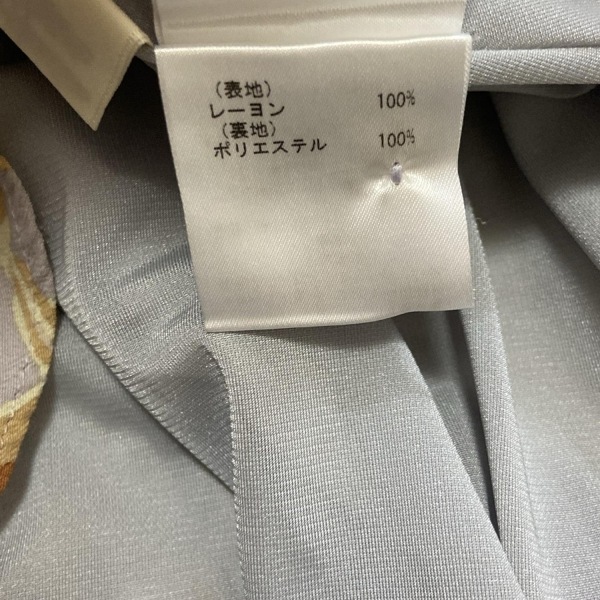 （表地）
レーヨン 100%
（裏地）
ポリエステル 100%